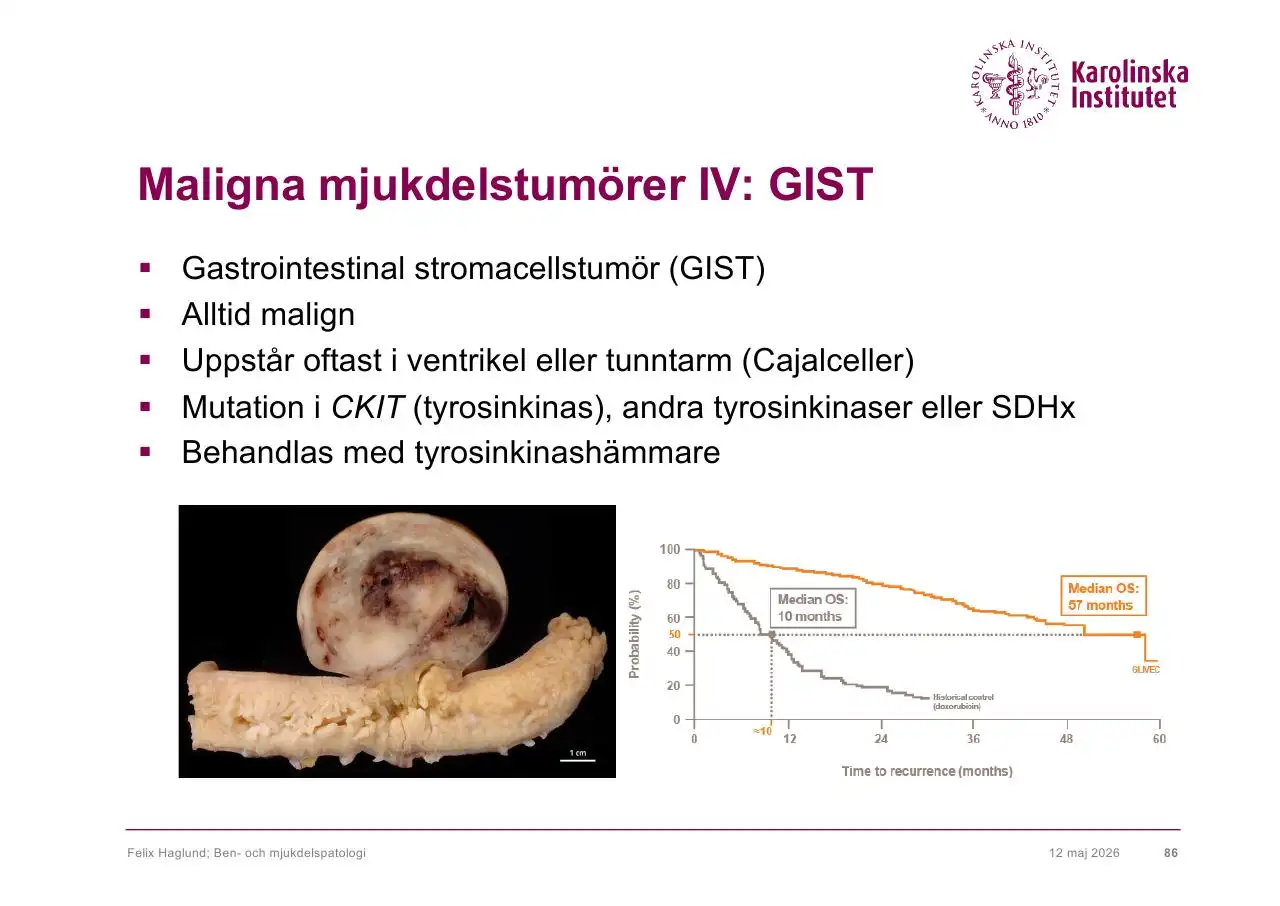 KAROLINSKA INSTITUTET
ANNO 1810
Karolinska
Institutet
Maligna mjukdelstumörer IV: GIST
▪ Gastrointestinal stromacellstumör (GIST)
▪ Alltid malign
▪ Uppstår oftast i ventrikel eller tunntarm (Cajalceller)
▪ Mutation i CKIT (tyrosinkinas), andra tyrosinkinaser eller SDHx
▪ Behandlas med tyrosinkinashämmare
1 cm
Probability (%)
100
80
60
50
40
20
0
Median OS:
10 months
Median OS:
57 months
GLIVEC
Historical control
(doxorubicin)
0
≈10
12
24
36
48
60
Time to recurrence (months)
Felix Haglund; Ben- och mjukdelspatologi
12 maj 2026
86